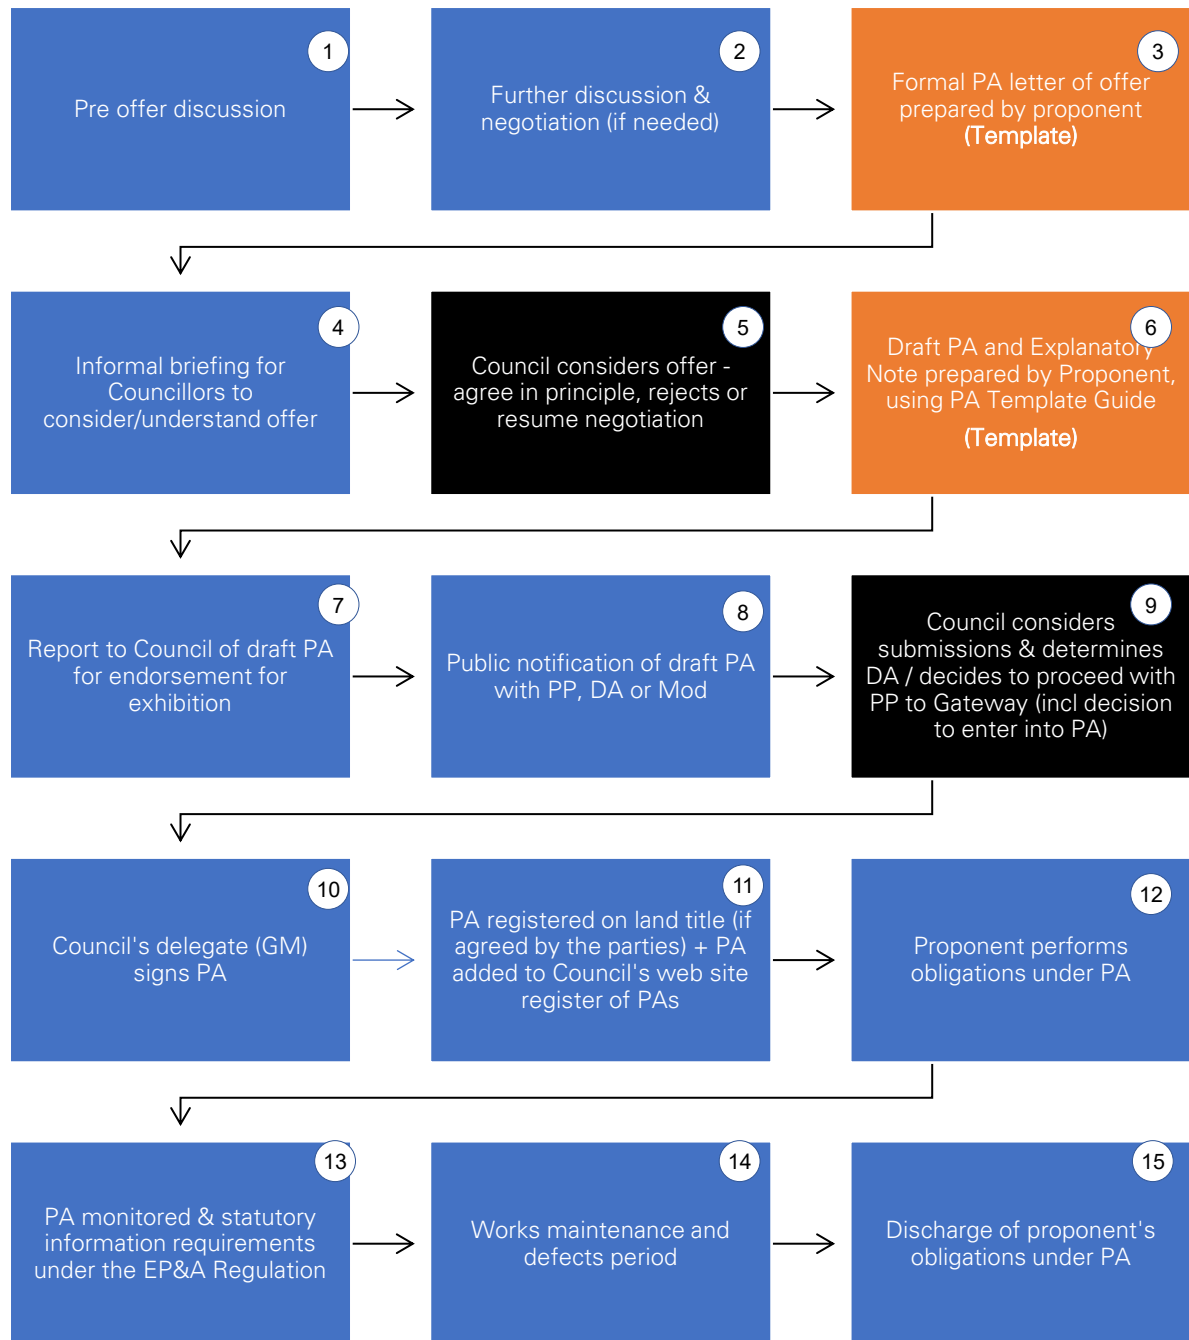 1
Pre offer discussion
2
Further discussion &
negotiation (if needed)
3
Formal PA letter of offer
prepared by proponent
(Template)
4
Informal briefing for
Councillors to
consider/understand offer
5
Council considers offer -
agree in principle, rejects or
resume negotiation
6
Draft PA and Explanatory
Note prepared by Proponent,
using PA Template Guide
(Template)
7
Report to Council of draft PA
for endorsement for
exhibition
8
Public notification of draft PA
with PP, DA or Mod
9
Council considers
submissions & determines
DA / decides to proceed with
PP to Gateway (incl decision
to enter into PA)
10
Council's delegate (GM)
signs PA
11
PA registered on land title (if
agreed by the parties) + PA
added to Council's web site
register of PAs
12
Proponent performs
obligations under PA
13
PA monitored & statutory
information requirements
under the EP&A Regulation
14
Works maintenance and
defects period
15
Discharge of proponent's
obligations under PA